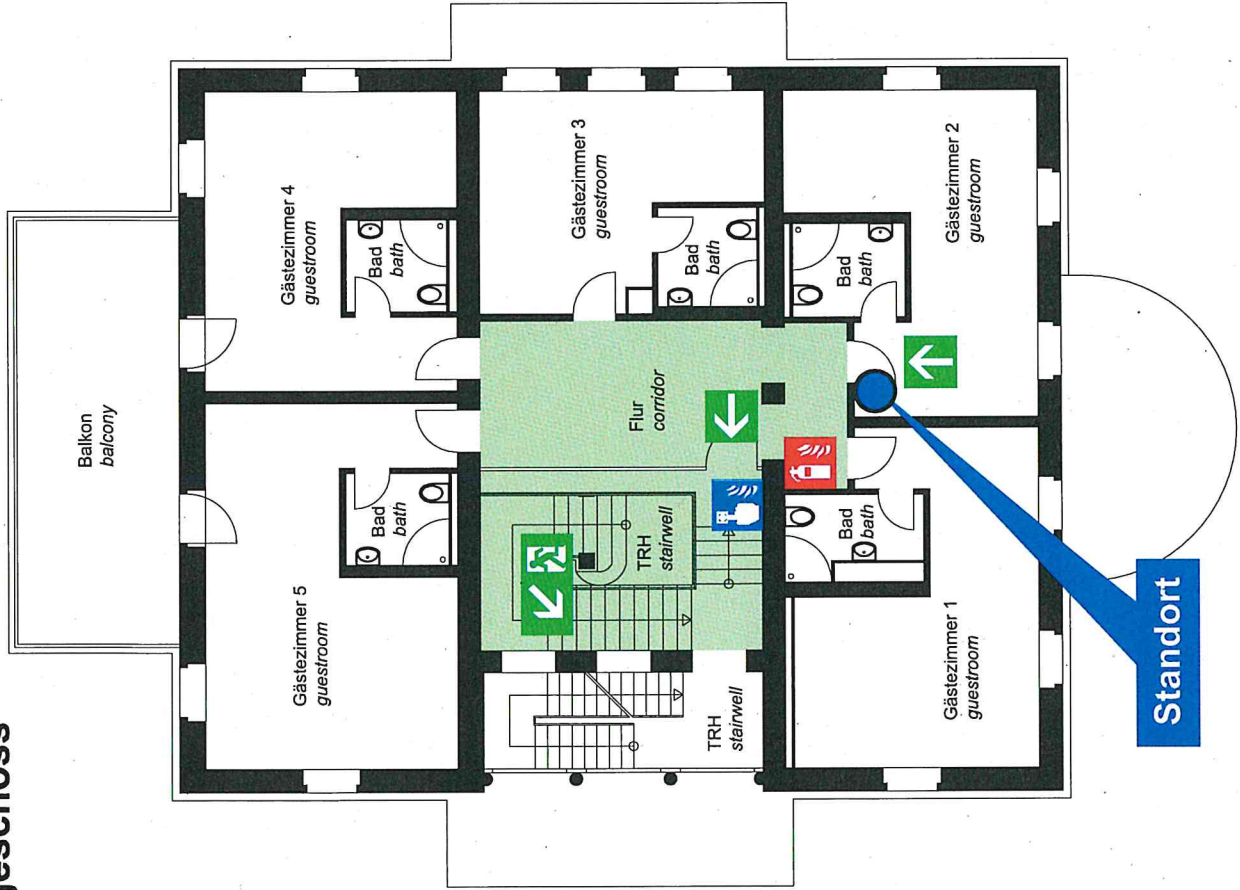 geschoss
Balkon
balcony
Gästezimmer 5
guestroom
Gästezimmer 4
guestroom
Bad
bath
Bad
bath
Gästezimmer 3
guestroom
Flur
corridor
TRH
stairwell
Bad
bath
TRH
stairwell
Bad
bath
Bad
bath
Gästezimmer 1
guestroom
Gästezimmer 2
guestroom
Standort